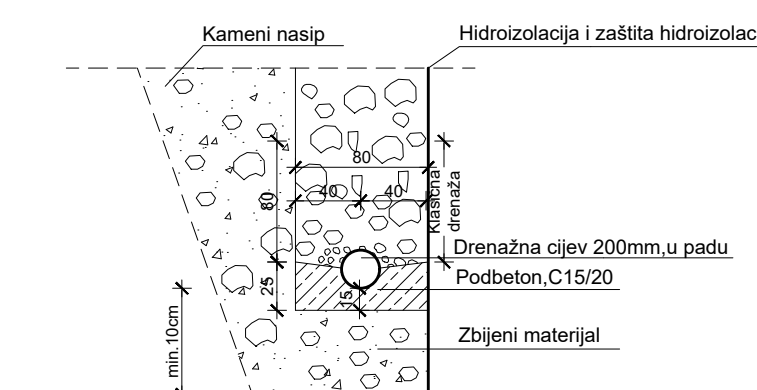 Kameni nasip
Hidroizolacija i zaštita hidroizolac
80
40
40
80
Klasična
drenaža
Drenažna cijev 200mm,u padu
25
15
Podbeton,C15/20
Zbijeni materijal
min.10cm